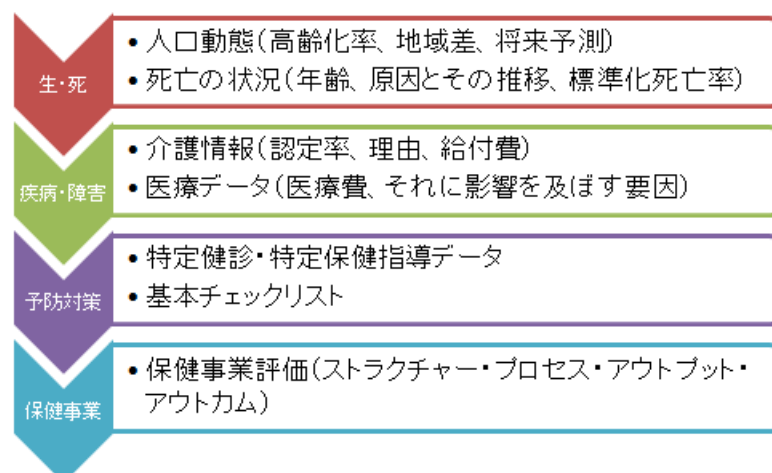 生・死
• 人口動態(高齢化率、地域差、将来予測)
• 死亡の状況(年齢、原因とその推移、標準化死亡率)
疾病・障害
• 介護情報(認定率、理由、給付費)
• 医療データ(医療費、それに影響を及ぼす要因)
予防対策
• 特定健診・特定保健指導データ
• 基本チェックリスト
保健事業
• 保健事業評価(ストラクチャー・プロセス・アウトプット・
アウトカム)